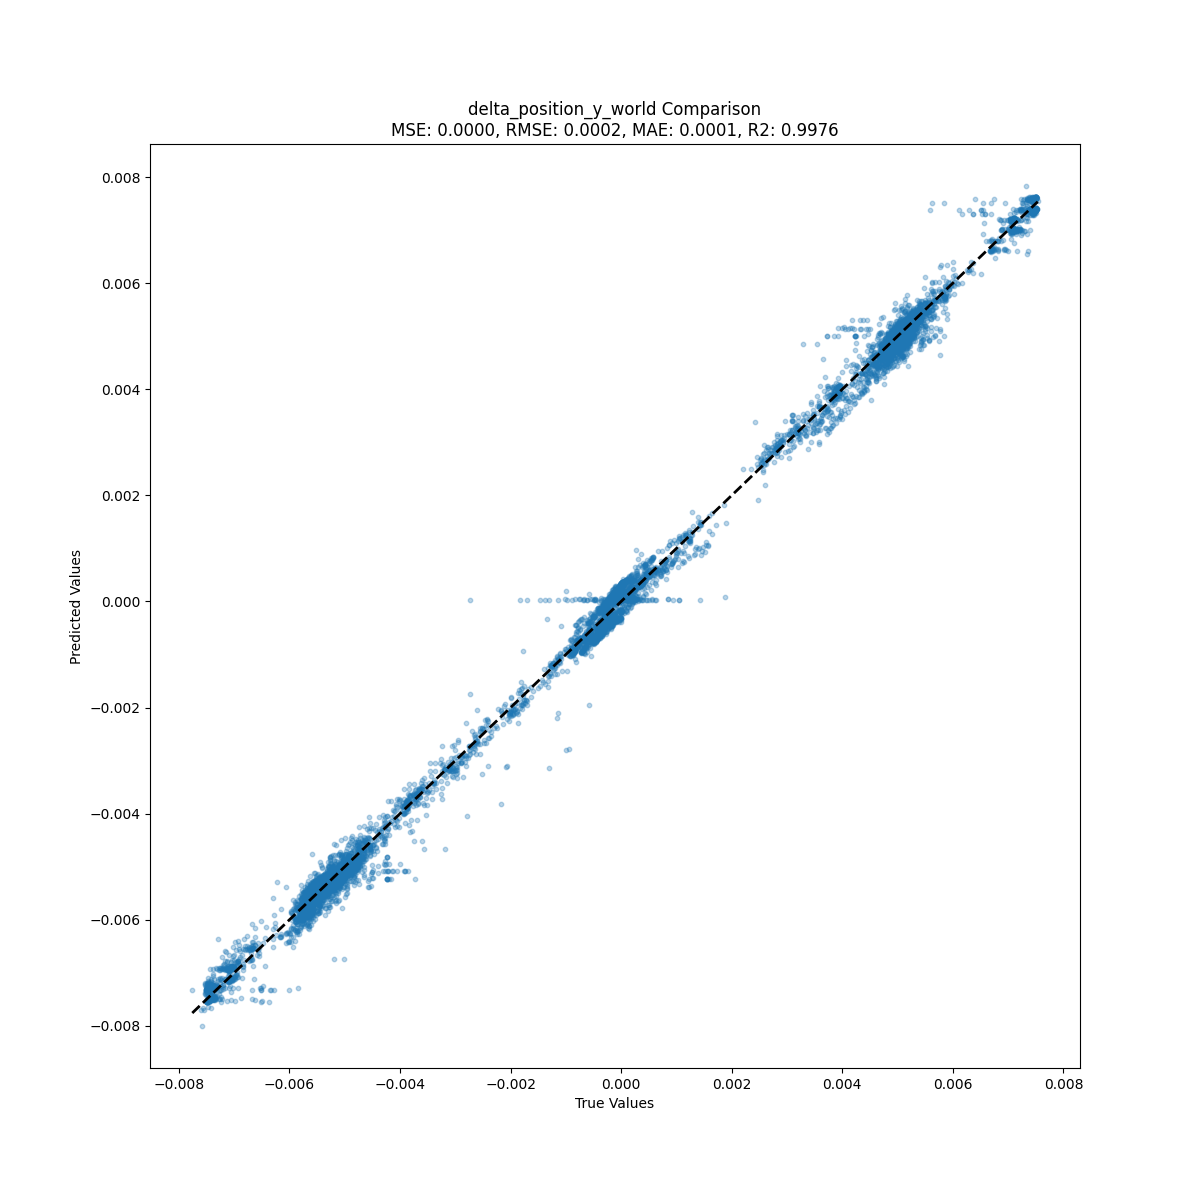 delta_position_y_world Comparison
MSE: 0.0000, RMSE: 0.0002, MAE: 0.0001, R2: 0.9976
Predicted Values
0.008
0.006
0.004
0.002
0.000
−0.002
−0.004
−0.006
−0.008
−0.008 −0.006 −0.004 −0.002 0.000 0.002 0.004 0.006 0.008
True Values